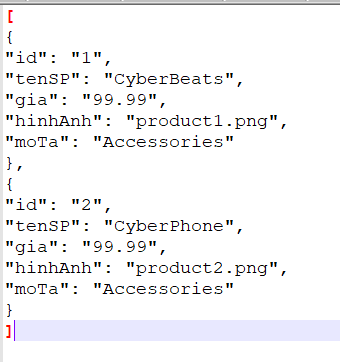 [
{
"id": "1",
"tenSP": "CyberBeats",
"gia": "99.99",
"hinhAnh": "product1.png",
"moTa": "Accessories"
},
{
"id": "2",
"tenSP": "CyberPhone",
"gia": "99.99",
"hinhAnh": "product2.png",
"moTa": "Accessories"
}
]